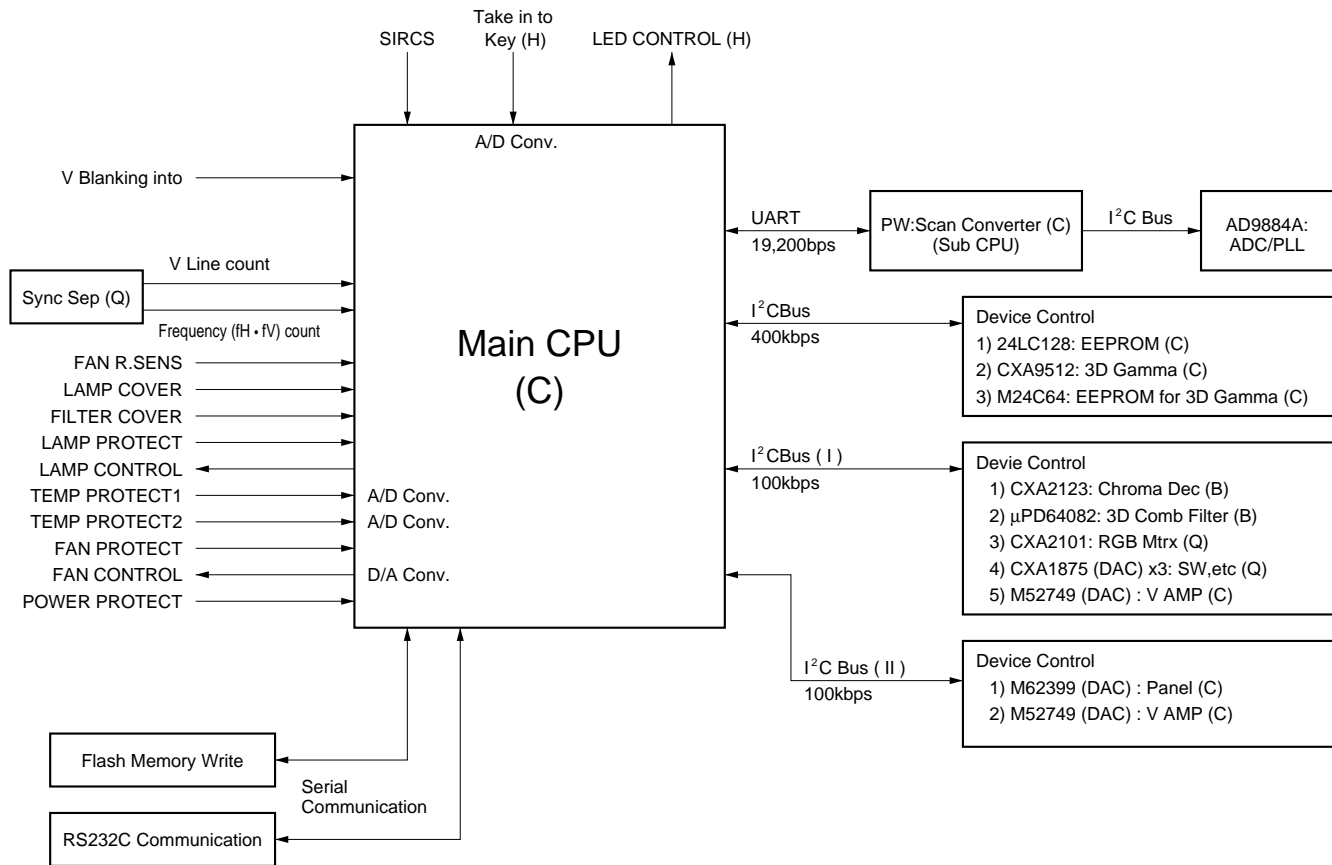 SIRCS
Take in to
Key (H)
LED CONTROL (H)
A/D Conv.
V Blanking into
UART
19,200bps
PW:Scan Converter (C)
(Sub CPU)
I²C Bus
AD9884A:
ADC/PLL
V Line count
Sync Sep (Q)
Frequency (fH • fV) count
Main CPU
(C)
I²CBus
400kbps
Device Control
1) 24LC128: EEPROM (C)
2) CXA9512: 3D Gamma (C)
3) M24C64: EEPROM for 3D Gamma (C)
FAN R.SENS
LAMP COVER
FILTER COVER
LAMP PROTECT
LAMP CONTROL
TEMP PROTECT1
A/D Conv.
TEMP PROTECT2
A/D Conv.
FAN PROTECT
FAN CONTROL
D/A Conv.
POWER PROTECT
I²CBus ( I )
100kbps
Devie Control
1) CXA2123: Chroma Dec (B)
2) µPD64082: 3D Comb Filter (B)
3) CXA2101: RGB Mtrx (Q)
4) CXA1875 (DAC) x3: SW,etc (Q)
5) M52749 (DAC) : V AMP (C)
I²C Bus ( II )
100kbps
Device Control
1) M62399 (DAC) : Panel (C)
2) M52749 (DAC) : V AMP (C)
Flash Memory Write
Serial
Communication
RS232C Communication